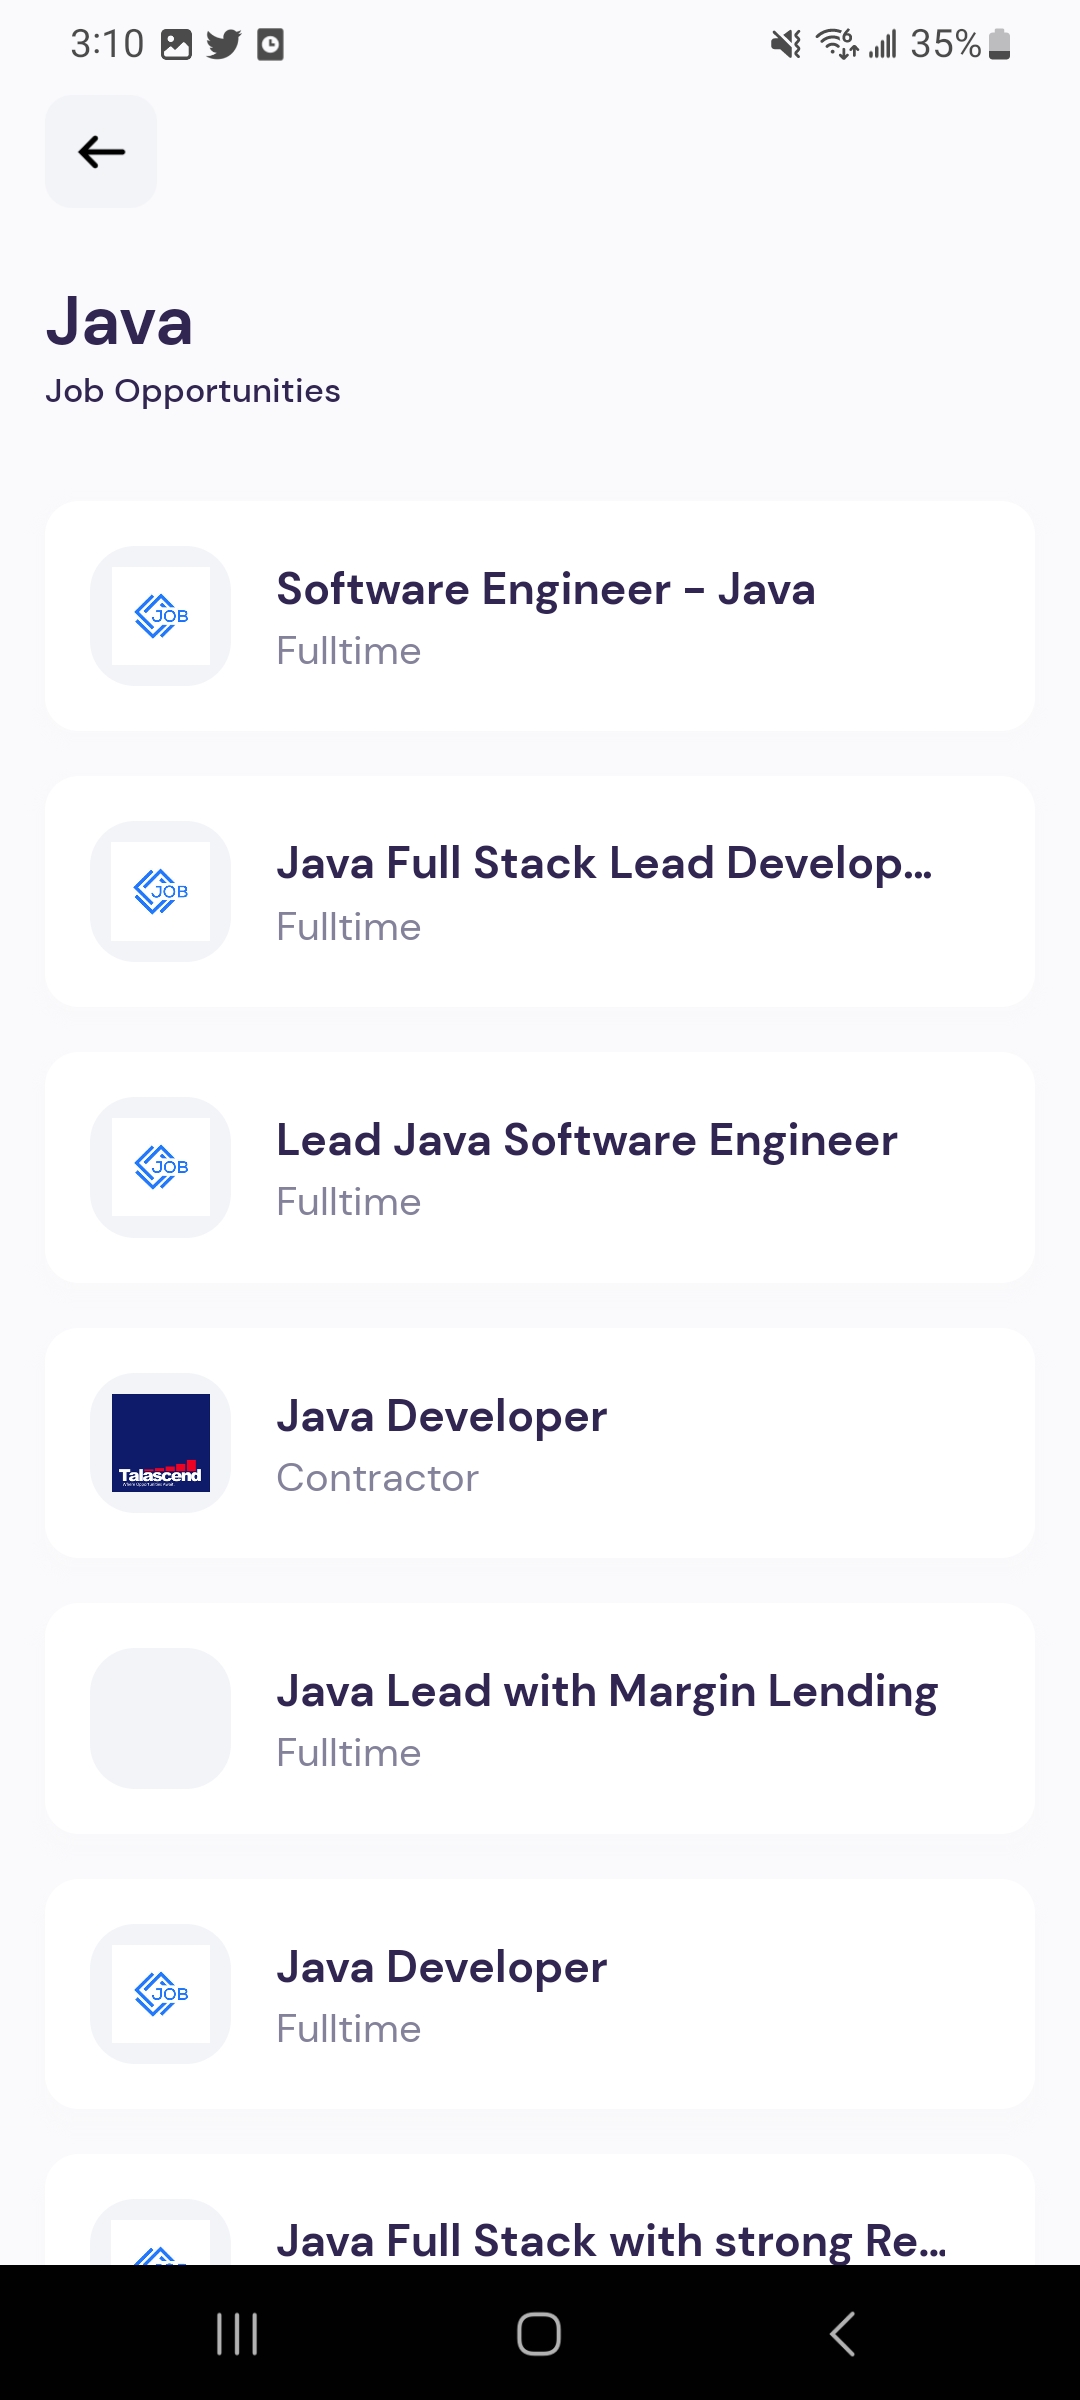 3:10
6
35%
Java
Job Opportunities
JOB
Software Engineer - Java
Fulltime
JOB
Java Full Stack Lead Develop...
Fulltime
JOB
Lead Java Software Engineer
Fulltime
Talascend
Java Developer
Contractor
Java Lead with Margin Lending
Fulltime
JOB
Java Developer
Fulltime
Java Full Stack with strong Re...